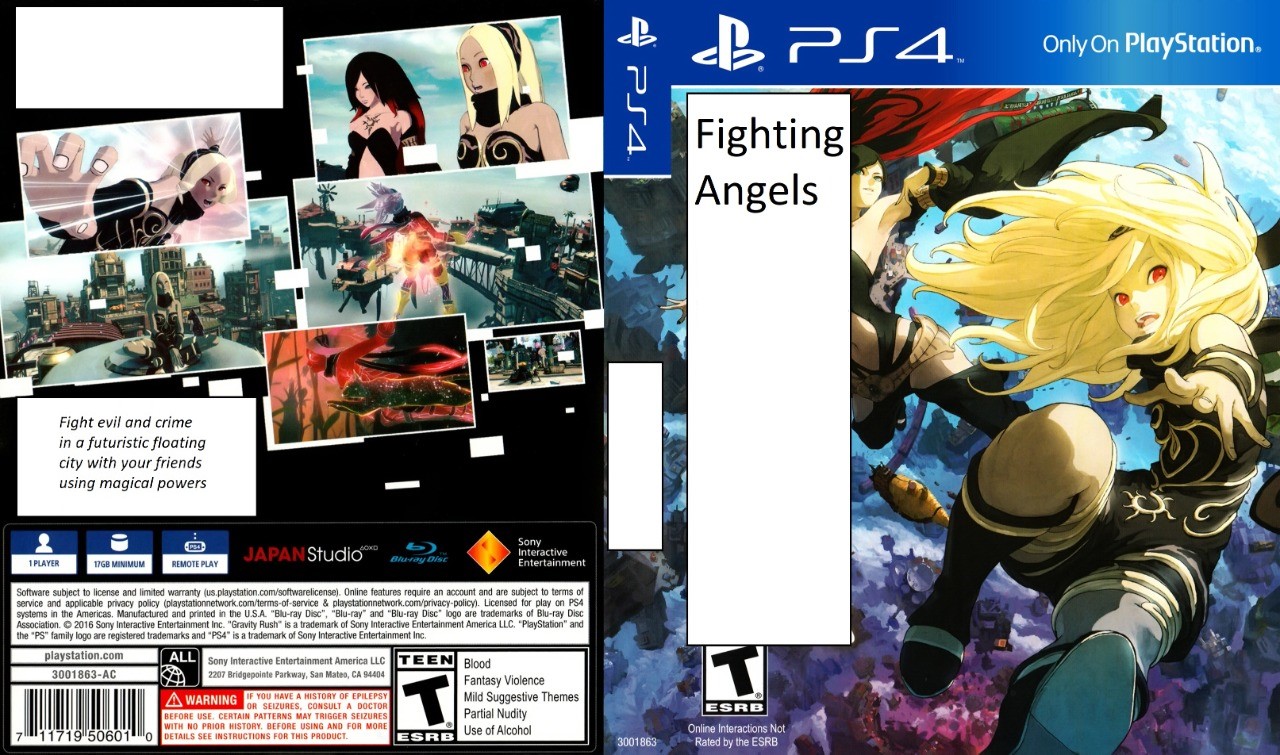 Fight evil and crime
in a futuristic floating
city with your friends
using magical powers
1 PLAYER
17GB MINIMUM
PS4
REMOTE PLAY
JAPAN Studio
Blu-ray Disc™
Sony
Interactive
Entertainment
Software subject to license and limited warranty (us.playstation.com/softwarelicense). Online features require an account and are subject to terms of
service and applicable privacy policy (playstationnetwork.com/terms-of-service & playstationnetwork.com/privacy-policy). Licensed for play on PS4
systems in the Americas. Manufactured and printed in the U.S.A. "Blu-ray Disc", "Blu-ray" and "Blu-ray Disc" logo are trademarks of Blu-ray Disc
Association. © 2016 Sony Interactive Entertainment Inc. "Gravity Rush" is a trademark of Sony Interactive Entertainment America LLC. "PlayStation" and
the "PS" family logo are registered trademarks and "PS4" is a trademark of Sony Interactive Entertainment Inc.
playstation.com
3001863-AC
7 11719 50601 0
ALL
Sony Interactive Entertainment America LLC
2207 Bridgepointe Parkway, San Mateo, CA 94404
WARNING IF YOU HAVE A HISTORY OF EPILEPSY
OR SEIZURES, CONSULT A DOCTOR
BEFORE USE. CERTAIN PATTERNS MAY TRIGGER SEIZURES
WITH NO PRIOR HISTORY. BEFORE USING AND FOR MORE
DETAILS SEE INSTRUCTIONS FOR THIS PRODUCT.
TEEN
T
®
ESRB
Blood
Fantasy Violence
Mild Suggestive Themes
Partial Nudity
Use of Alcohol
PS4™
3001863
PS4™
Only On PlayStation®
Fighting
Angels
T
®
ESRB
Online Interactions Not
Rated by the ESRB